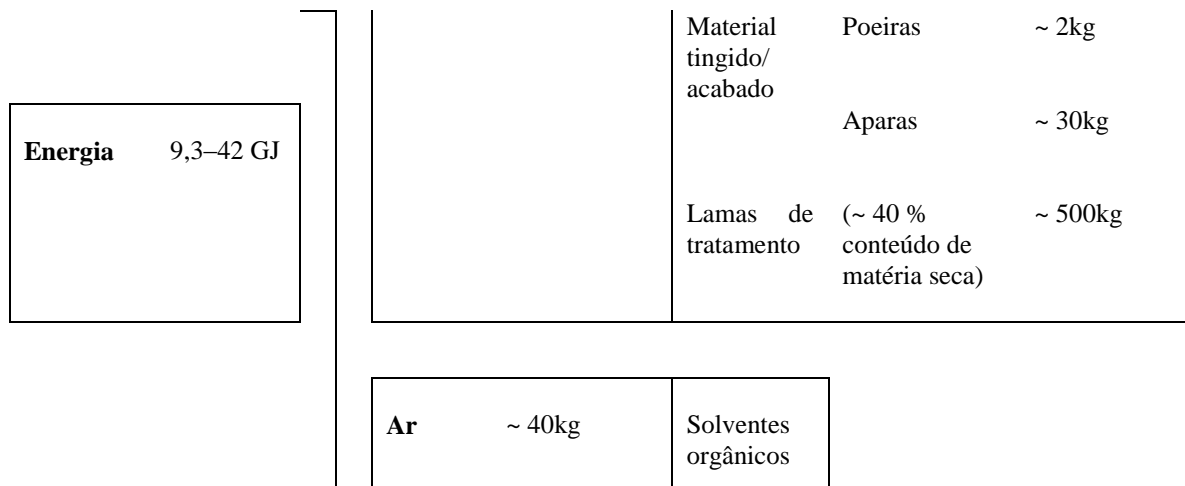 Material tingido/ acabado Poeiras ~ 2kg
Aparas ~ 30kg
Energia 9,3–42 GJ
Lamas de tratamento (~ 40 % conteúdo de matéria seca) ~ 500kg
Ar ~ 40kg Solventes orgânicos